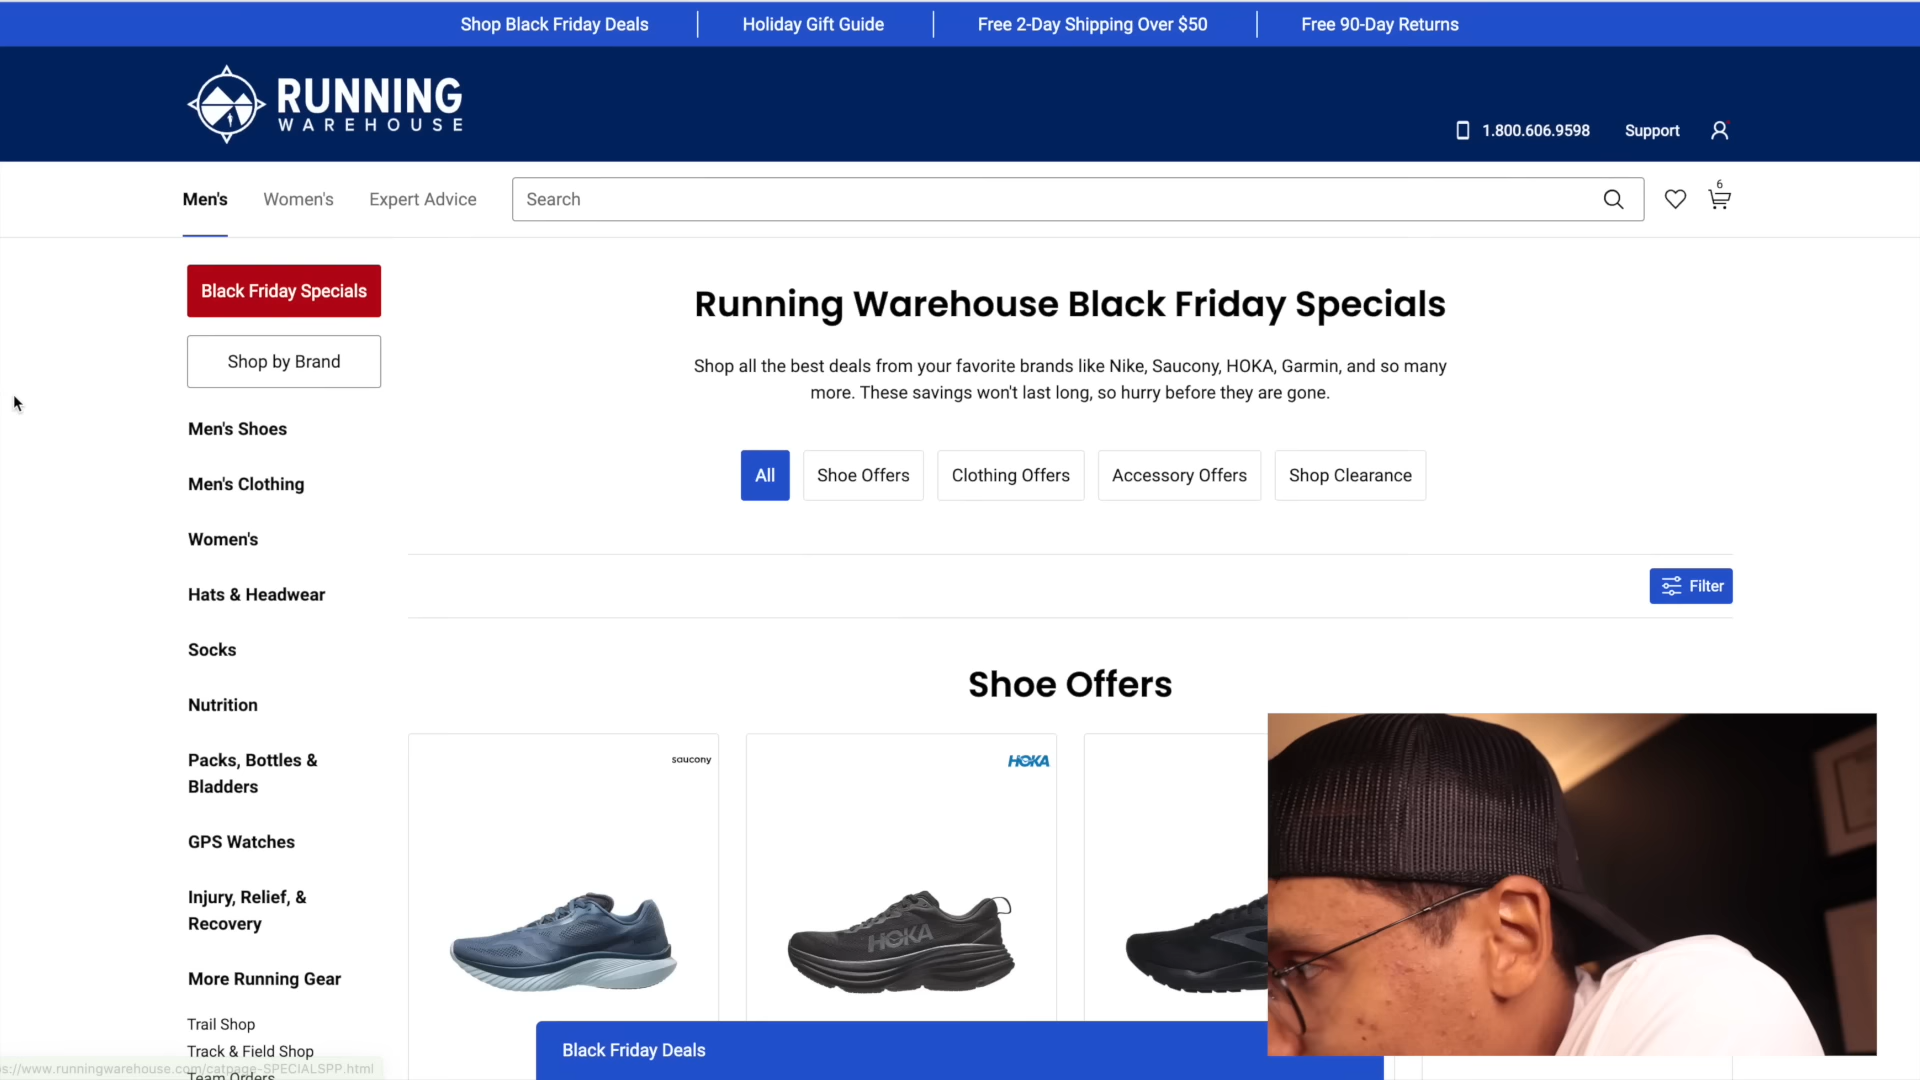 Shop Black Friday Deals
Holiday Gift Guide
Free 2-Day Shipping Over $50
Free 90-Day Returns
RUNNING
WAREHOUSE
1.800.606.9598
Support
Men's
Women's
Expert Advice
Search
6
Black Friday Specials
Shop by Brand
Men's Shoes
Men's Clothing
Women's
Hats & Headwear
Socks
Nutrition
Packs, Bottles &
Bladders
GPS Watches
Injury, Relief, &
Recovery
More Running Gear
Trail Shop
Track & Field Shop
Team Orders
s://www.runningwarehouse.com/catpage-SPECIALSPP.html
Running Warehouse Black Friday Specials
Shop all the best deals from your favorite brands like Nike, Saucony, HOKA, Garmin, and so many
more. These savings won't last long, so hurry before they are gone.
All
Shoe Offers
Clothing Offers
Accessory Offers
Shop Clearance
Filter
Shoe Offers
saucony
HOKA
HOKA
Black Friday Deals